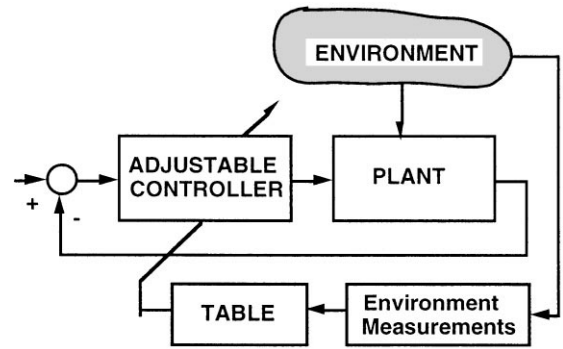 ENVIRONMENT
ADJUSTABLE
CONTROLLER
PLANT
+
-
TABLE
Environment
Measurements